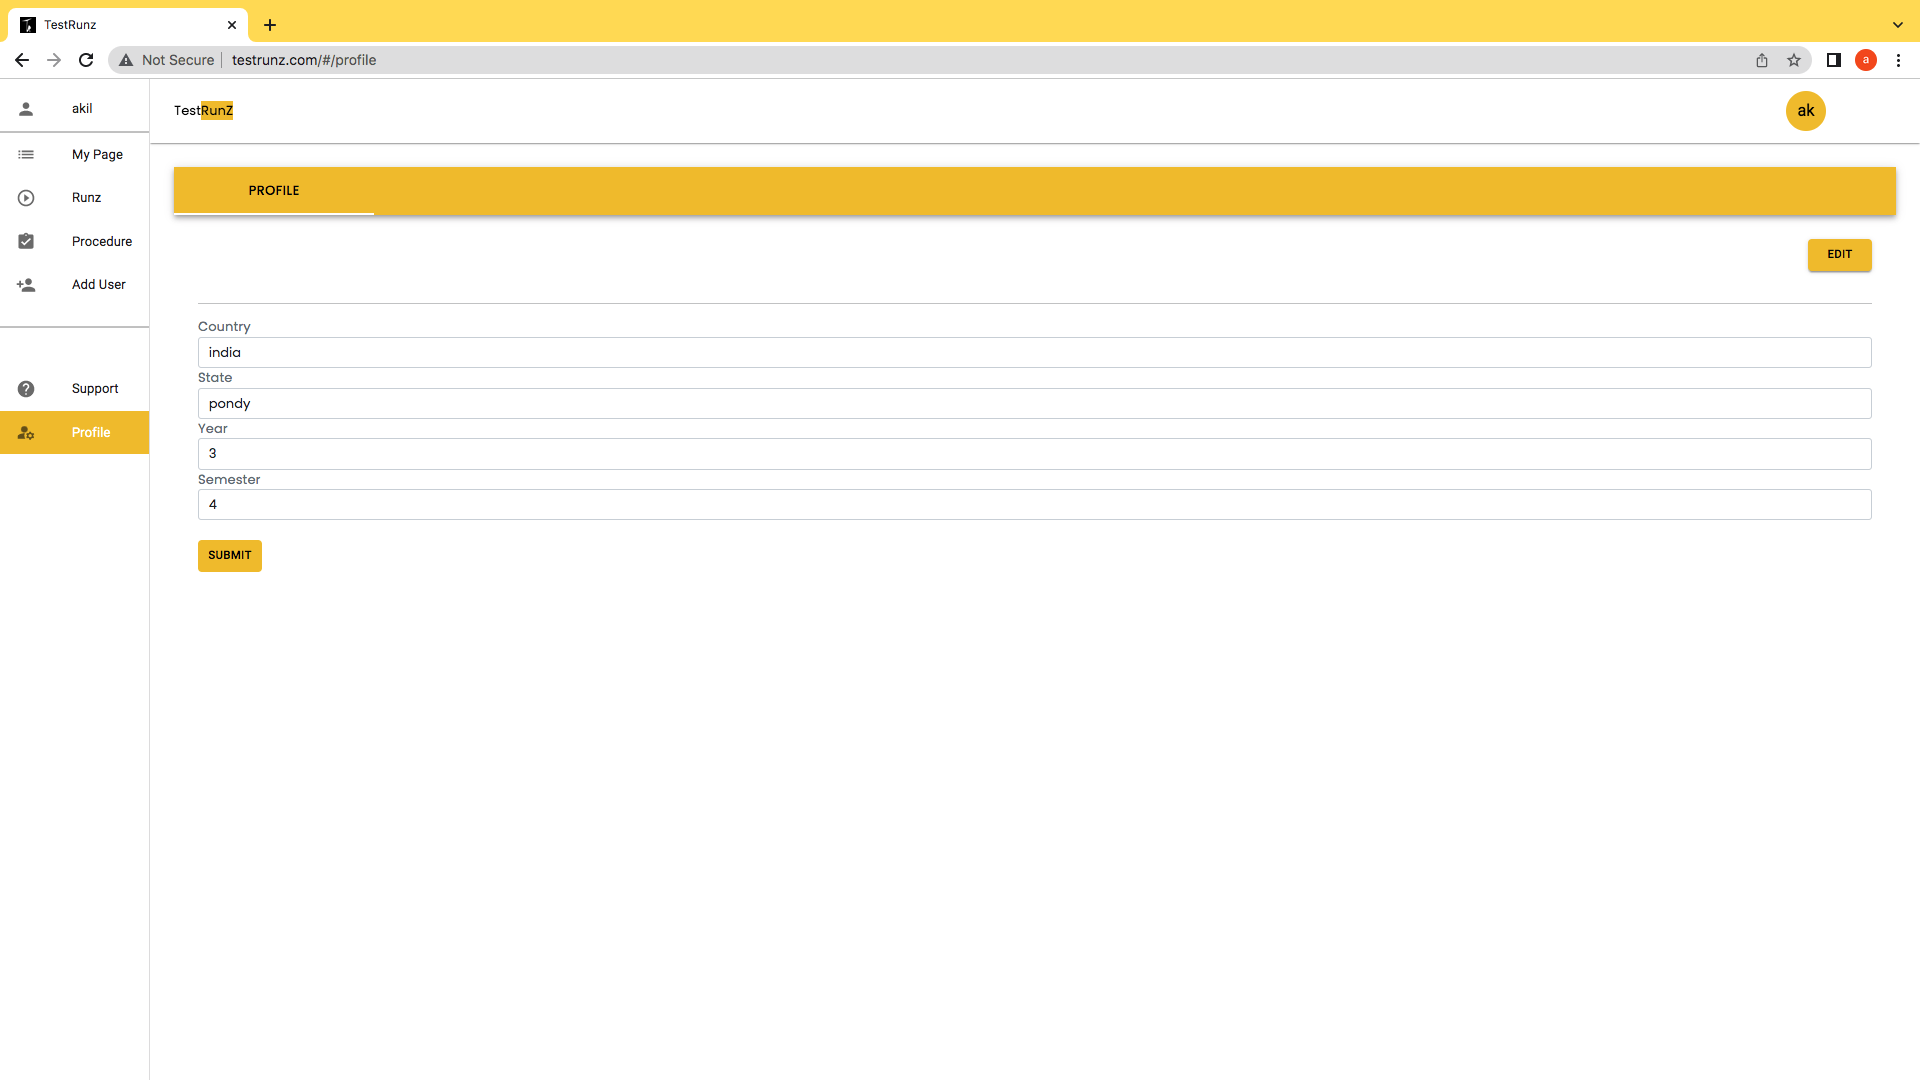 TestRunz
Not Secure
testrunz.com/#/profile
a
akil
TestRunZ
ak
My Page
Runz
Procedure
Add User
Support
Profile
PROFILE
EDIT
Country
india
State
pondy
Year
3
Semester
4
SUBMIT